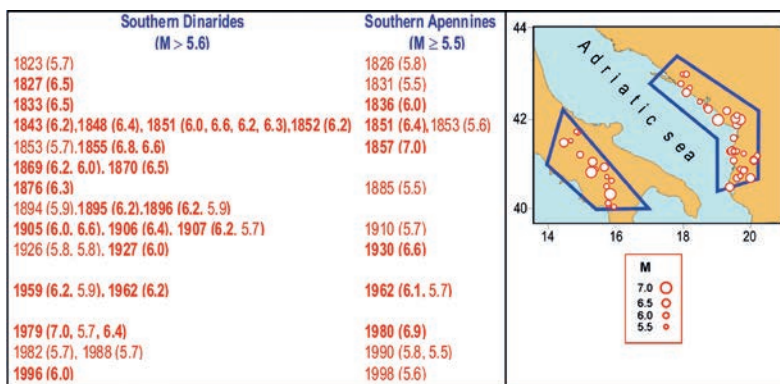 Southern Dinarides
(M > 5.6)
Southern Apennines
(M ≥ 5.5)
1823 (5.7)
1826 (5.8)
1827 (6.5)
1831 (5.5)
1833 (6.5)
1836 (6.0)
1843 (6.2),1848 (6.4), 1851 (6.0, 6.6, 6.2, 6.3),1852 (6.2)
1851 (6.4),1853 (5.6)
1853 (5.7),1855 (6.8, 6.6)
1857 (7.0)
1869 (6.2, 6.0), 1870 (6.5)
1876 (6.3)
1885 (5.5)
1894 (5.9),1895 (6.2),1896 (6.2, 5.9)
1905 (6.0, 6.6), 1906 (6.4), 1907 (6.2, 5.7)
1910 (5.7)
1926 (5.8, 5.8), 1927 (6.0)
1930 (6.6)
1959 (6.2, 5.9), 1962 (6.2)
1962 (6.1, 5.7)
1979 (7.0, 5.7, 6.4)
1980 (6.9)
1982 (5.7), 1988 (5.7)
1990 (5.8, 5.5)
1996 (6.0)
1998 (5.6)
Adriatic sea
44
42
40
14
16
18
20
M
7.0
6.5
6.0
5.5